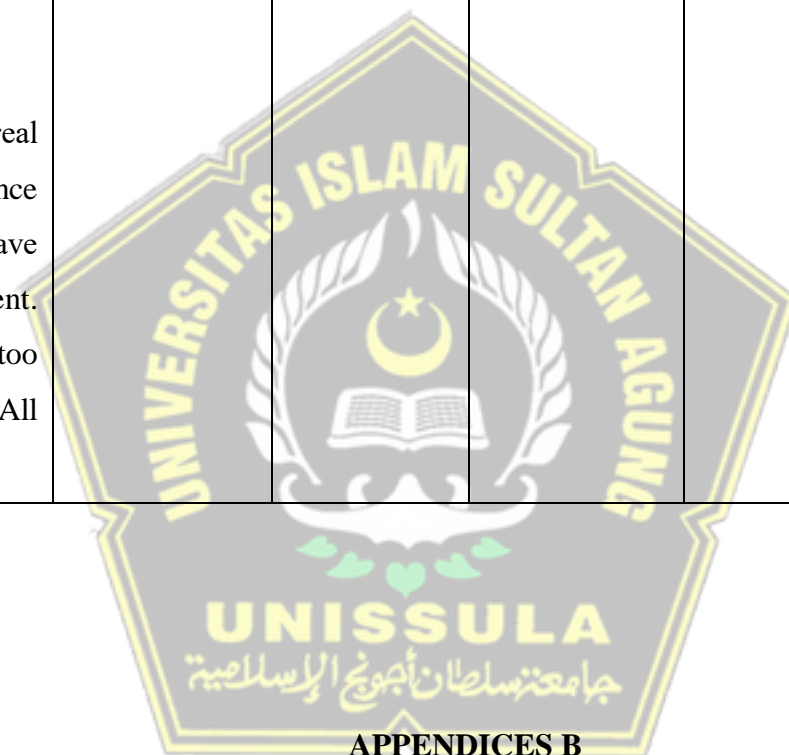 real
nce
ave
ent.
too
All
UNIVERSITAS ISLAM SULTAN AGUNG
UNISSULA
جامعة سلطان أجونج الإسلامية
APPENDICES B